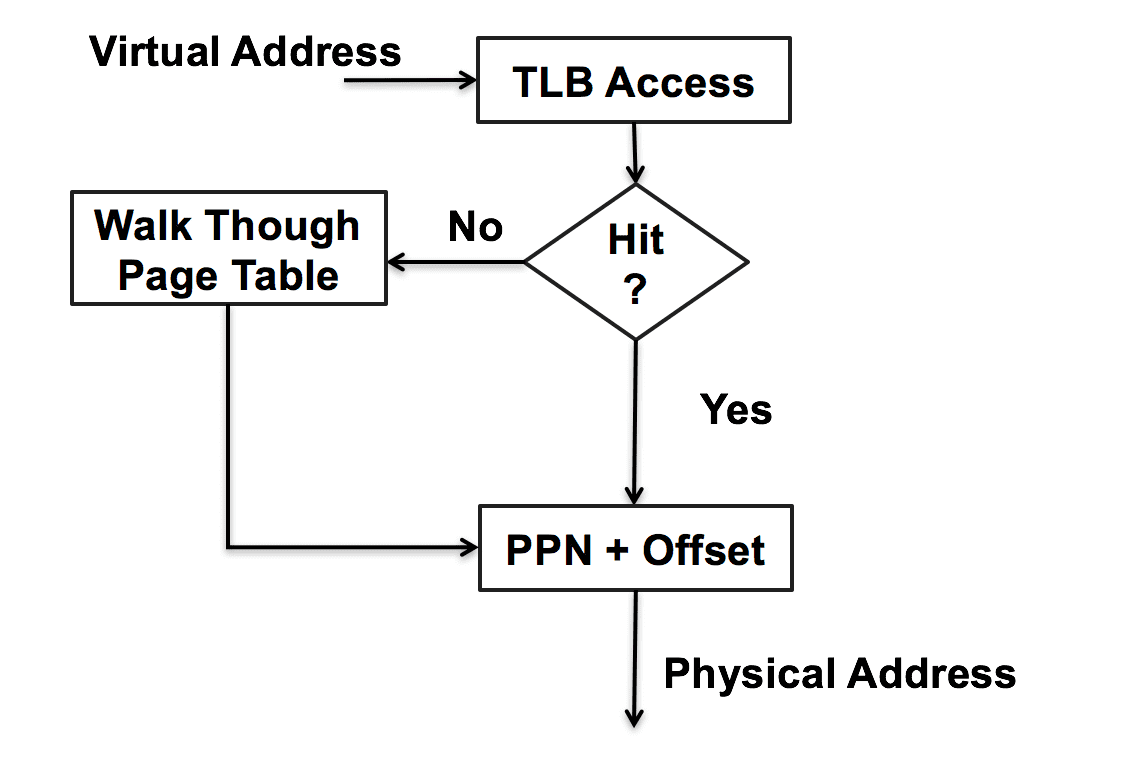 Virtual Address
TLB Access
Hit
?
No
Walk Though
Page Table
Yes
PPN + Offset
Physical Address